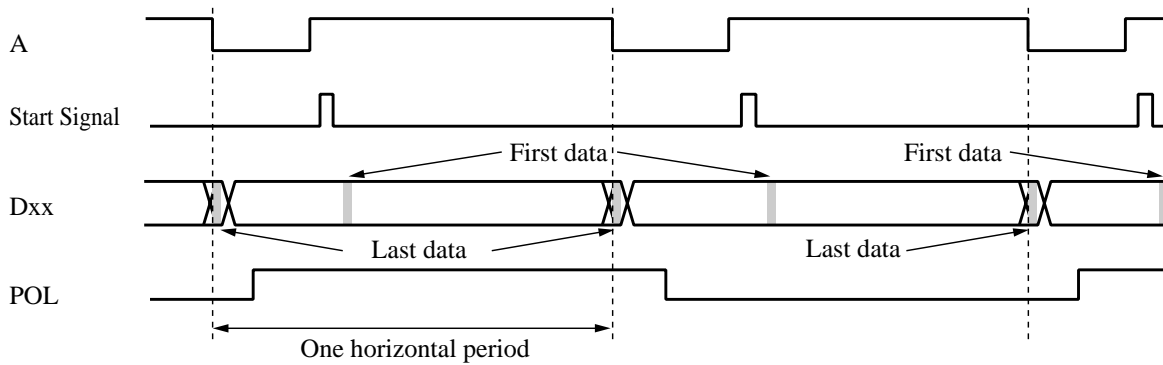 A
Start Signal
First data
First data
Dxx
Last data
Last data
POL
One horizontal period